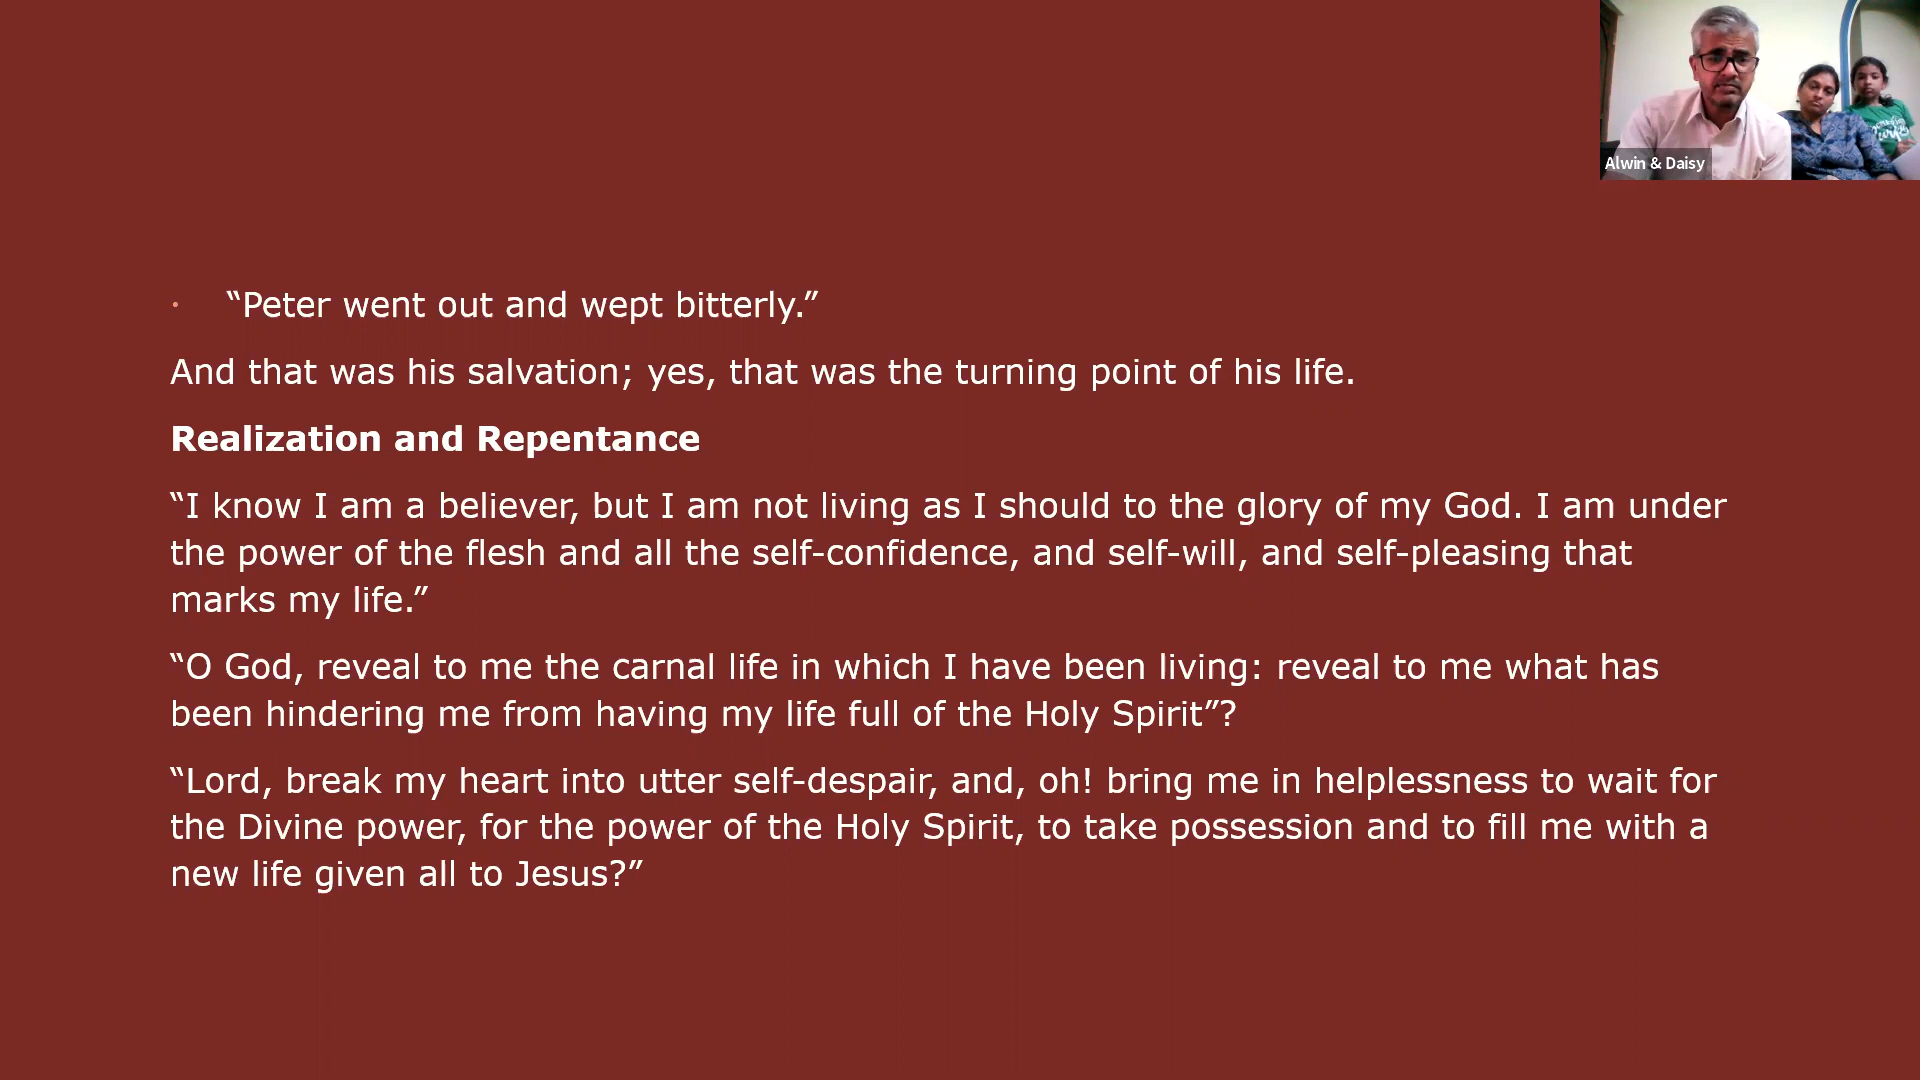 Alwin & Daisy
· “Peter went out and wept bitterly.”
And that was his salvation; yes, that was the turning point of his life.
Realization and Repentance
“I know I am a believer, but I am not living as I should to the glory of my God. I am under
the power of the flesh and all the self-confidence, and self-will, and self-pleasing that
marks my life.”
“O God, reveal to me the carnal life in which I have been living: reveal to me what has
been hindering me from having my life full of the Holy Spirit”?
“Lord, break my heart into utter self-despair, and, oh! bring me in helplessness to wait for
the Divine power, for the power of the Holy Spirit, to take possession and to fill me with a
new life given all to Jesus?”